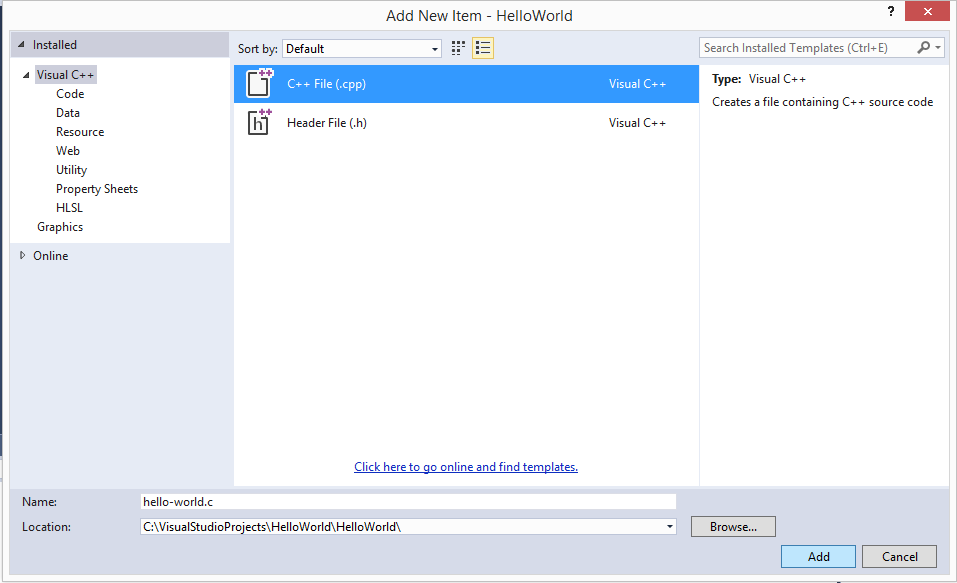 Add New Item - HelloWorld
?
Installed
Visual C++
Code
Data
Resource
Web
Utility
Property Sheets
HLSL
Graphics
Online
Sort by: Default
C++ File (.cpp) Visual C++
Header File (.h) Visual C++
Click here to go online and find templates.
Search Installed Templates (Ctrl+E)
Type: Visual C++
Creates a file containing C++ source code
Name: hello-world.c
Location: C:\VisualStudioProjects\HelloWorld\HelloWorld\
Browse...
Add Cancel